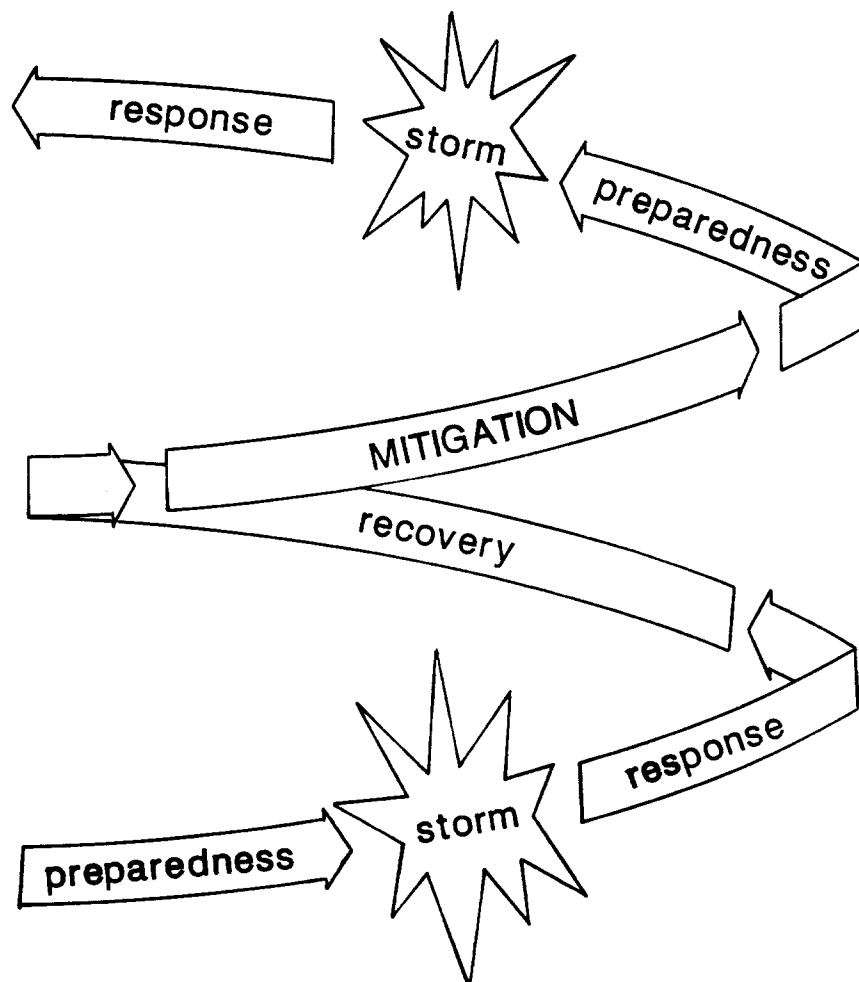 response
storm
preparedness
MITIGATION
recovery
response
storm
preparedness